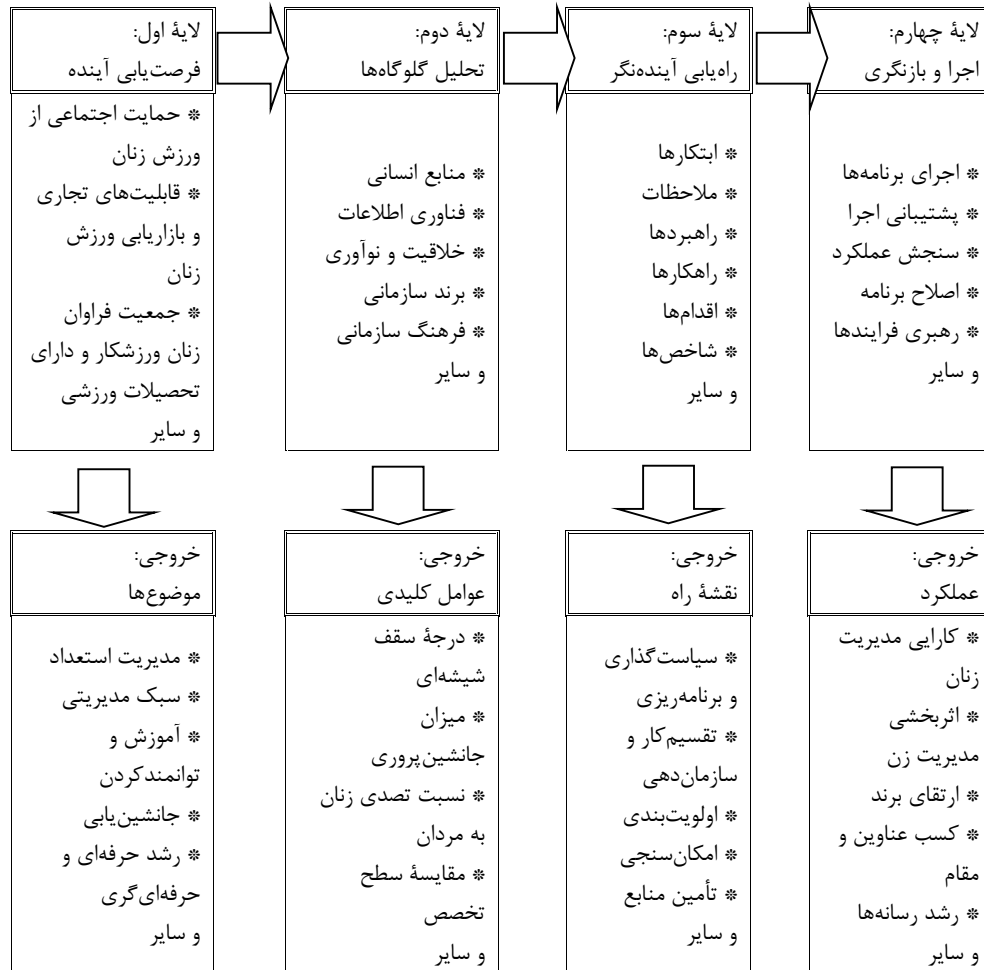 لایهٔ اول:
فرصت‌یابی آینده
* حمایت اجتماعی از
ورزش زنان
* قابلیت‌های تجاری
و بازاریابی ورزش
زنان
* جمعیت فراوان
زنان ورزشکار و دارای
تحصیلات ورزشی
و سایر
لایهٔ دوم:
تحلیل گلوگاه‌ها
* منابع انسانی
* فناوری اطلاعات
* خلاقیت و نوآوری
* برند سازمانی
* فرهنگ سازمانی
و سایر
لایهٔ سوم:
راه‌یابی آینده‌نگر
* ابتکارها
* ملاحظات
* راهبردها
* راهکارها
* اقدام‌ها
* شاخص‌ها
و سایر
لایهٔ چهارم:
اجرا و بازنگری
* اجرای برنامه‌ها
* پشتیبانی اجرا
* سنجش عملکرد
* اصلاح برنامه
* رهبری فرایندها
و سایر
خروجی:
موضوع‌ها
* مدیریت استعداد
* سبک مدیریتی
* آموزش و
توانمندکردن
* جانشین‌یابی
* رشد حرفه‌ای و
حرفه‌ای‌گری
و سایر
خروجی:
عوامل کلیدی
* درجهٔ سقف
شیشه‌ای
* میزان
جانشین‌پروری
* نسبت تصدی زنان
به مردان
* مقایسهٔ سطح
تخصص
و سایر
خروجی:
نقشهٔ راه
* سیاست‌گذاری
و برنامه‌ریزی
* تقسیم‌کار و
سازمان‌دهی
* اولویت‌بندی
* امکان‌سنجی
* تأمین منابع
و سایر
خروجی:
عملکرد
* کارایی مدیریت
زنان
* اثربخشی
مدیریت زن
* ارتقای برند
* کسب عناوین و
مقام
* رشد رسانه‌ها
و سایر